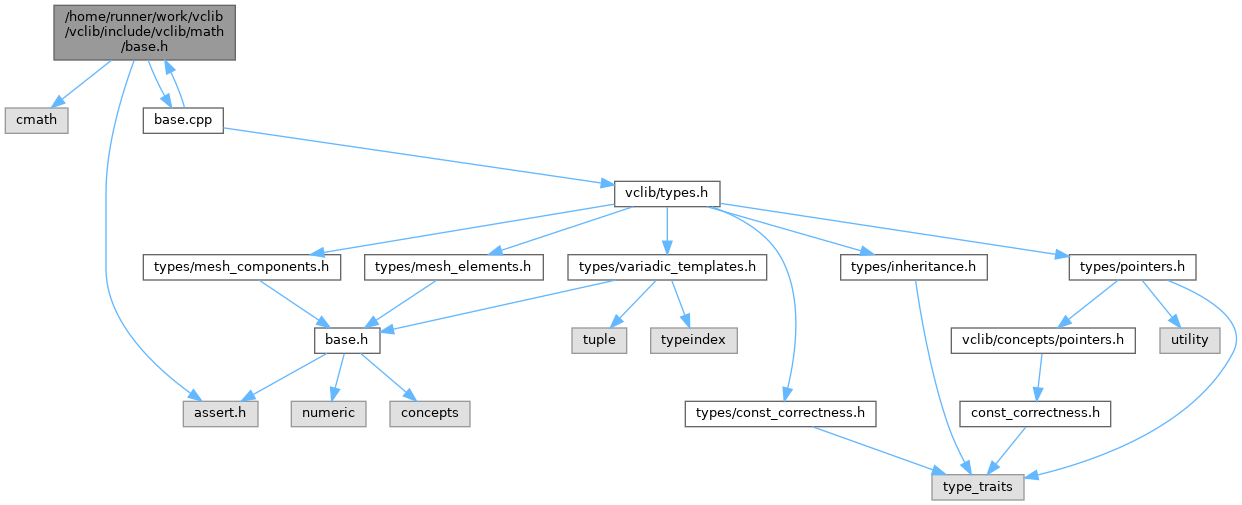 /home/runner/work/vclib
/vclib/include/vclib/math
/base.h
cmath
base.cpp
vclib/types.h
types/mesh_components.h
types/mesh_elements.h
types/variadic_templates.h
types/inheritance.h
types/pointers.h
base.h
tuple
typeindex
vclib/concepts/pointers.h
utility
assert.h
numeric
concepts
types/const_correctness.h
const_correctness.h
type_traits